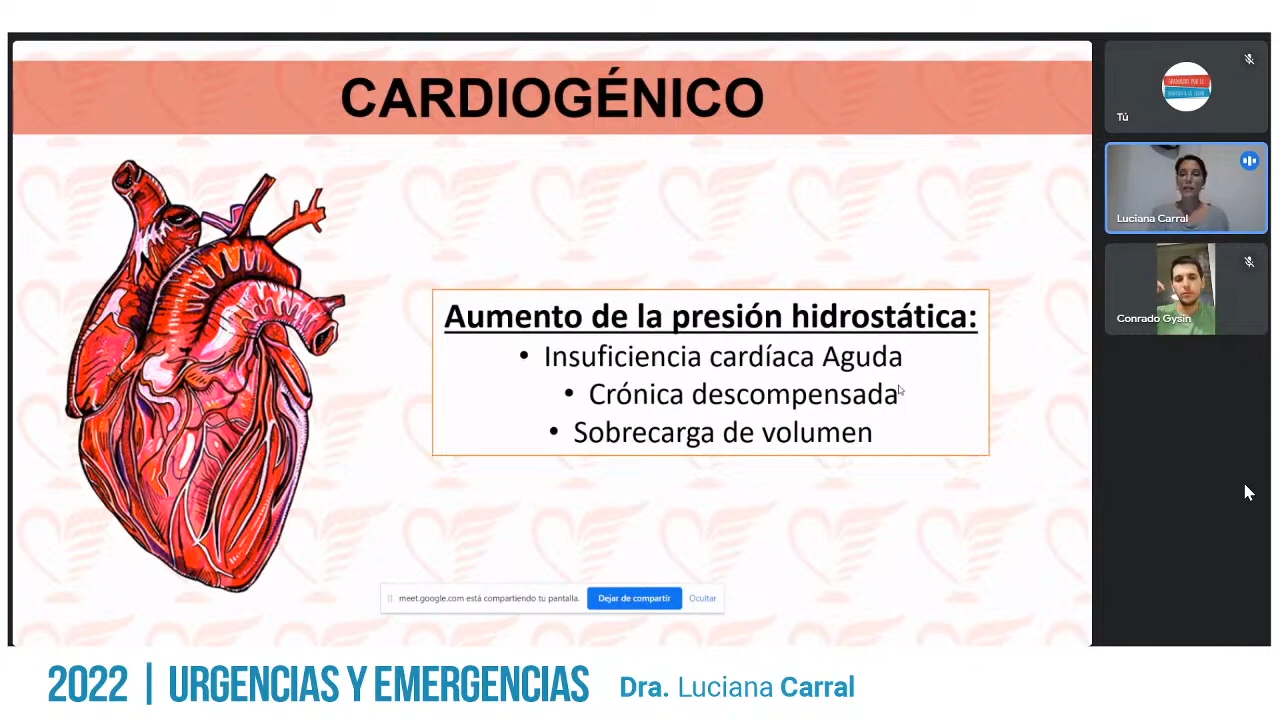 CARDIOGÉNICO
Aumento de la presión hidrostática:
• Insuficiencia cardíaca Aguda
• Crónica descompensada
• Sobrecarga de volumen
meet.google.com está compartiendo tu pantalla.
Dejar de compartir
Ocultar
Tú
Luciana Carral
Conrado Gysin
2022 | URGENCIAS Y EMERGENCIAS
Dra. Luciana Carral